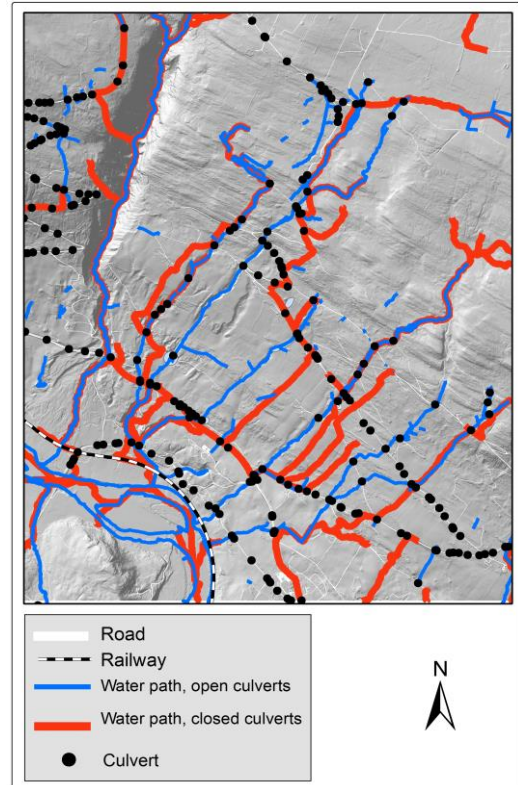 Road
Railway
Water path, open culverts
Water path, closed culverts
Culvert
N